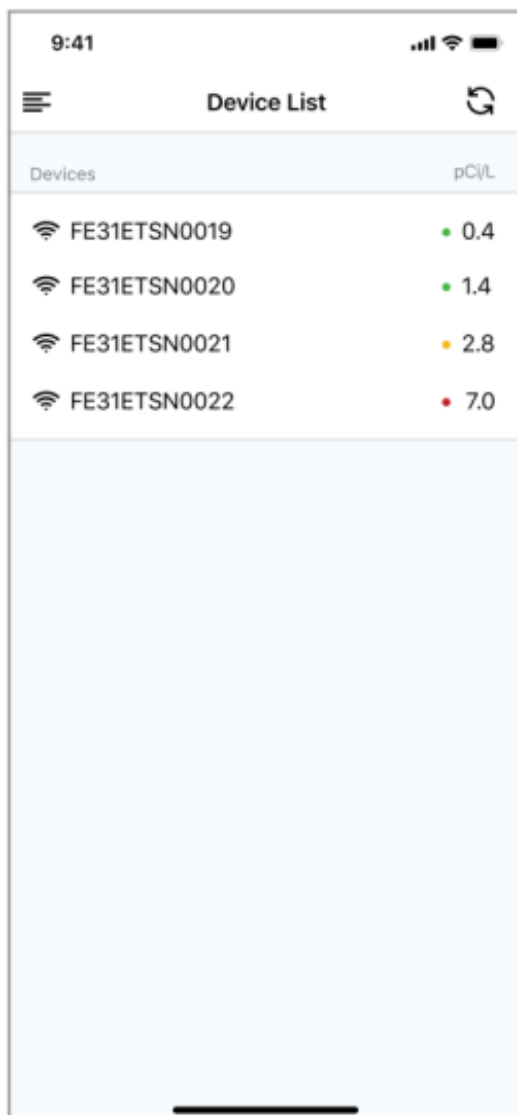 9:41
Device List
Devices pCi/L
FE31ETSN0019 0.4
FE31ETSN0020 1.4
FE31ETSN0021 2.8
FE31ETSN0022 7.0